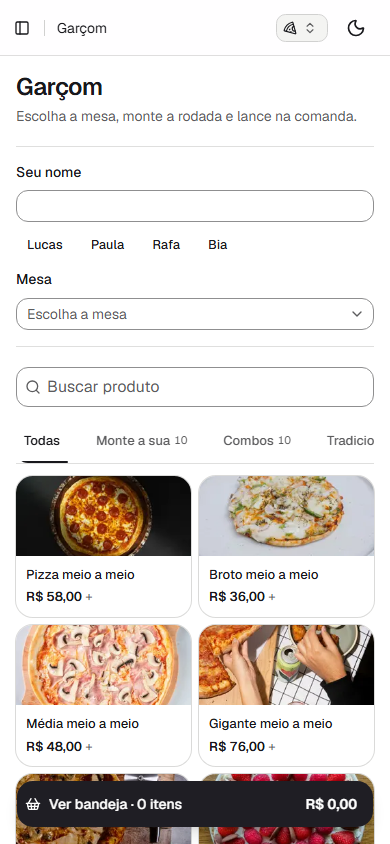 Garçom
Garçom
Escolha a mesa, monte a rodada e lance na comanda.
Seu nome
Lucas Paula Rafa Bia
Mesa
Escolha a mesa
Buscar produto
Todas Monte a sua 10 Combos 10 Tradicio
Pizza meio a meio
R$ 58,00 +
Broto meio a meio
R$ 36,00 +
Média meio a meio
R$ 48,00 +
Gigante meio a meio
R$ 76,00 +
Ver bandeja · 0 itens R$ 0,00